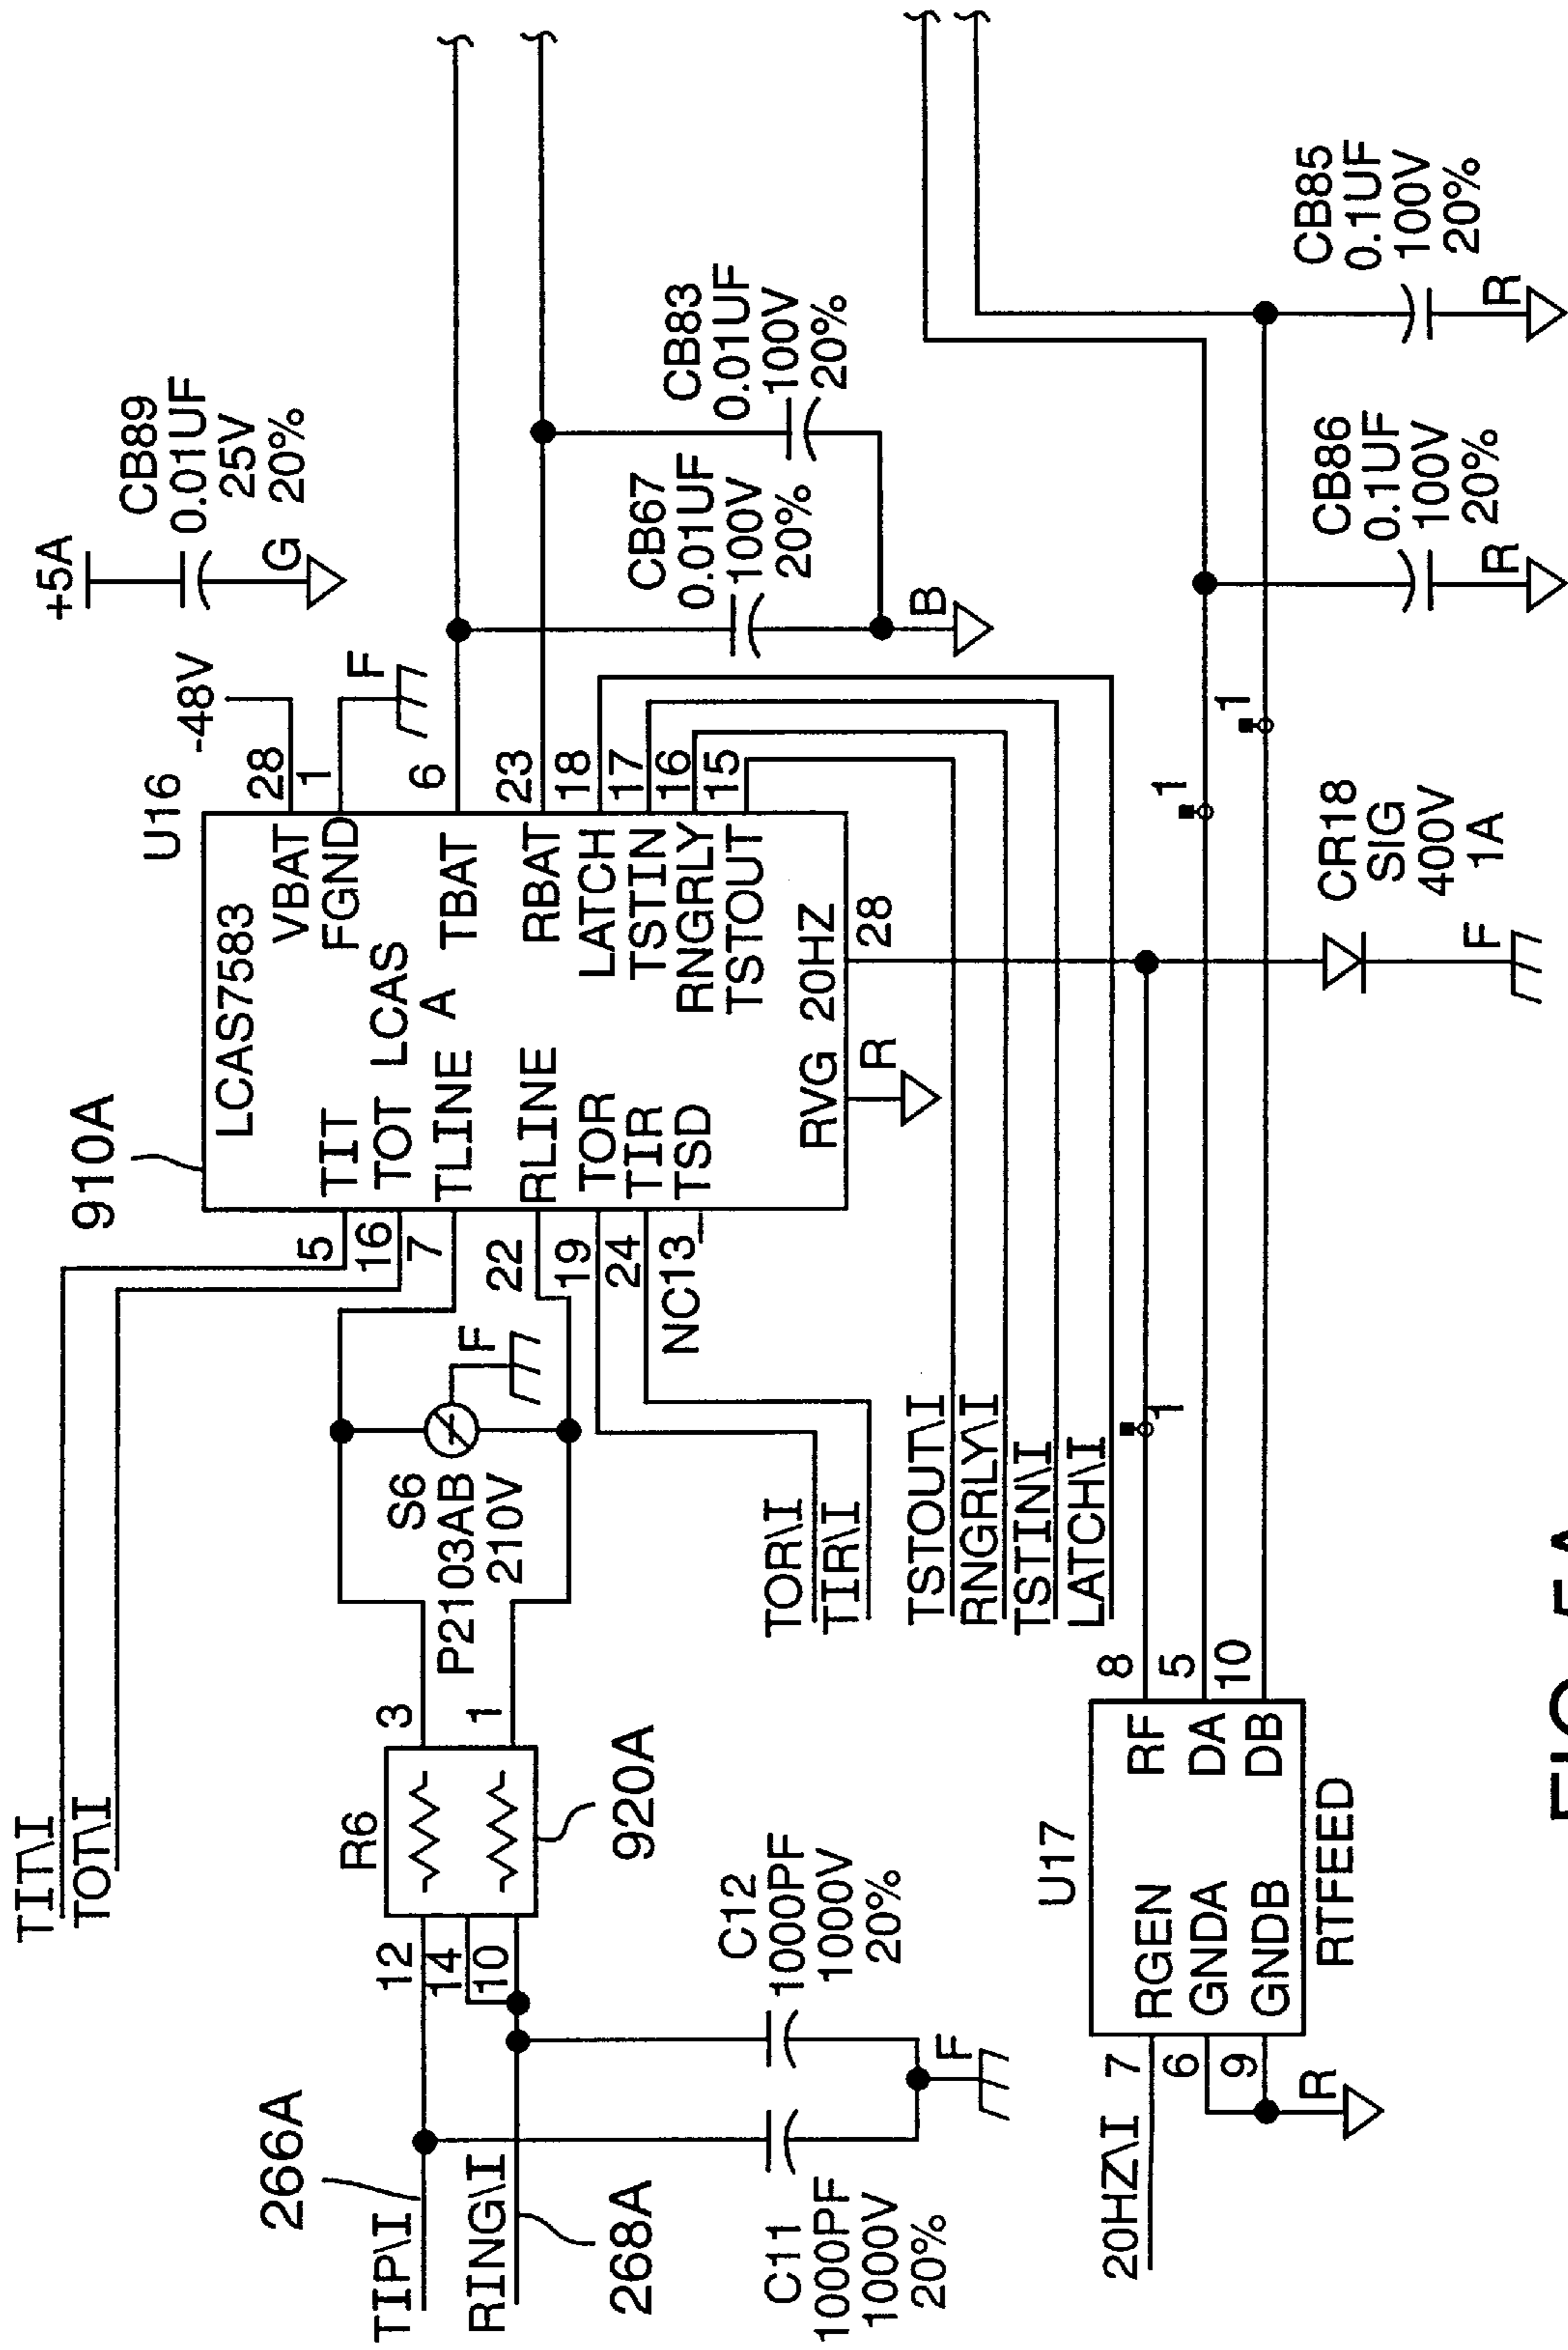 TIT\I
TOT\I
266A
TIP\I
RING\I
268A
C11
1000PF
1000V
20%
C12
1000PF
1000V
20%
F
12
14
10
R6
3
1
920A
S6
P2103AB
210V
F
TOR\I
TIR\I
910A
U16
LCAS7583
5
16
7
22
19
24
NC13
TIT
TOT LCAS
TLINE A
RLINE
TOR
TIR
TSD
VBAT
FGND
TBAT
RBAT
LATCH
TSTIN
RNGRLY
TSTOUT
RVG 20HZ
28
1
6
23
18
17
16
15
28
R
-48V
F
+5A
CB89
0.01UF
25V
20%
G
CB67
0.01UF
100V
20%
CB83
0.01UF
100V
20%
B
TSTOUT\I
RNGRLY\I
TSTIN\I
LATCH\I
20HZ\I
7
6
9
R
U17
RGEN RF
GNDA DA
GNDB DB
RTFEED
8
5
10
1
1
1
CR18
SIG
400V
1A
F
CB86
0.1UF
100V
20%
R
CB85
0.1UF
100V
20%
R